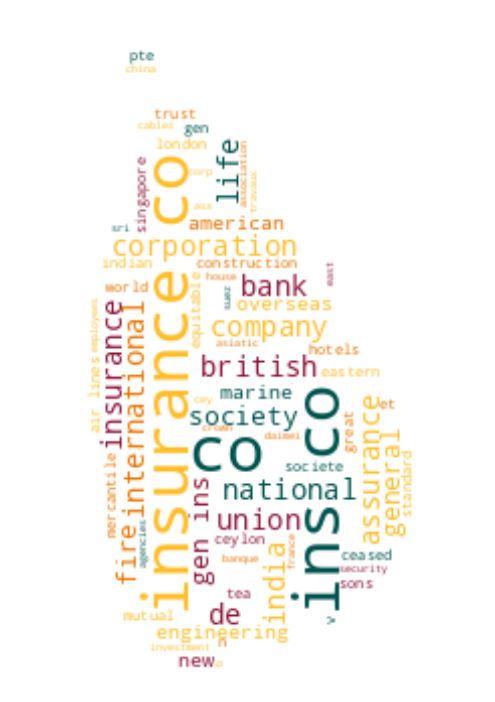 pte
china
trust
cables
gen
london
life
association
singapore
insurance co
corp
travaux
ass
american
sri
corporation
indian
construction
east
house
world
bank
equitable
suez
overseas
air lines
employees
insurance
international
company
asiatic
hotels
british
eastern
marine
ins co
cey
let
society
great
assurance
crown
daimei
general
co
mercantile
societe
standard
national
gen ins
union
fire
agencies
ceylon
france
india
banque
ceased
security
sons
tea
de
mutual
v
engineering
n
investment
new